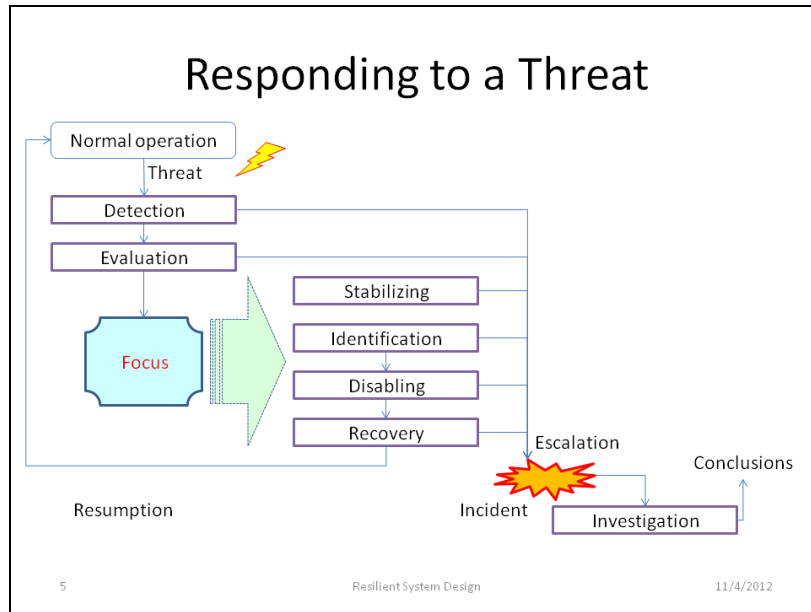 Responding to a Threat
Normal operation
Threat
Detection
Evaluation
Focus
Stabilizing
Identification
Disabling
Recovery
Escalation
Conclusions
Resumption
Incident
Investigation
5
Resilient System Design
11/4/2012